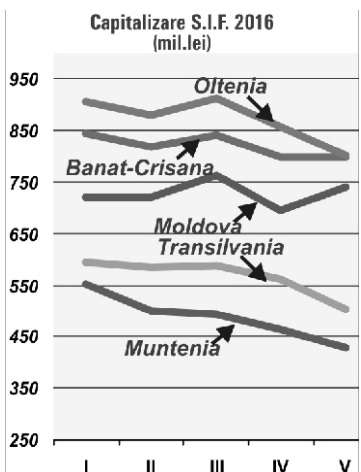 Capitalizare S.I.F. 2016
(mil.lei)
950
Oltenia
850
Banat-Crisana
750
Moldova
650
Transilvania
550
450
Muntenia
350
250
I II III IV V